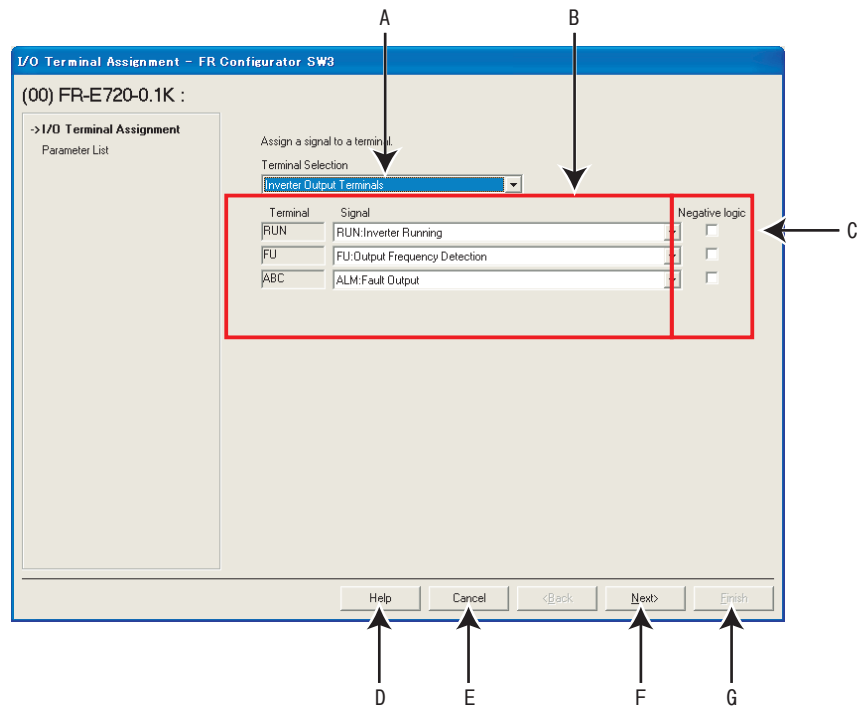 A B
I/O Terminal Assignment - FR Configurator SW3
(00) FR-E720-0.1K :
->I/O Terminal Assignment
Parameter List
Assign a signal to a terminal.
Terminal Selection
Inverter Output Terminals
Terminal Signal Negative logic
RUN RUN:Inverter Running
FU FU:Output Frequency Detection
ABC ALM:Fault Output
C
Help Cancel <Back Next> Finish
D E F G